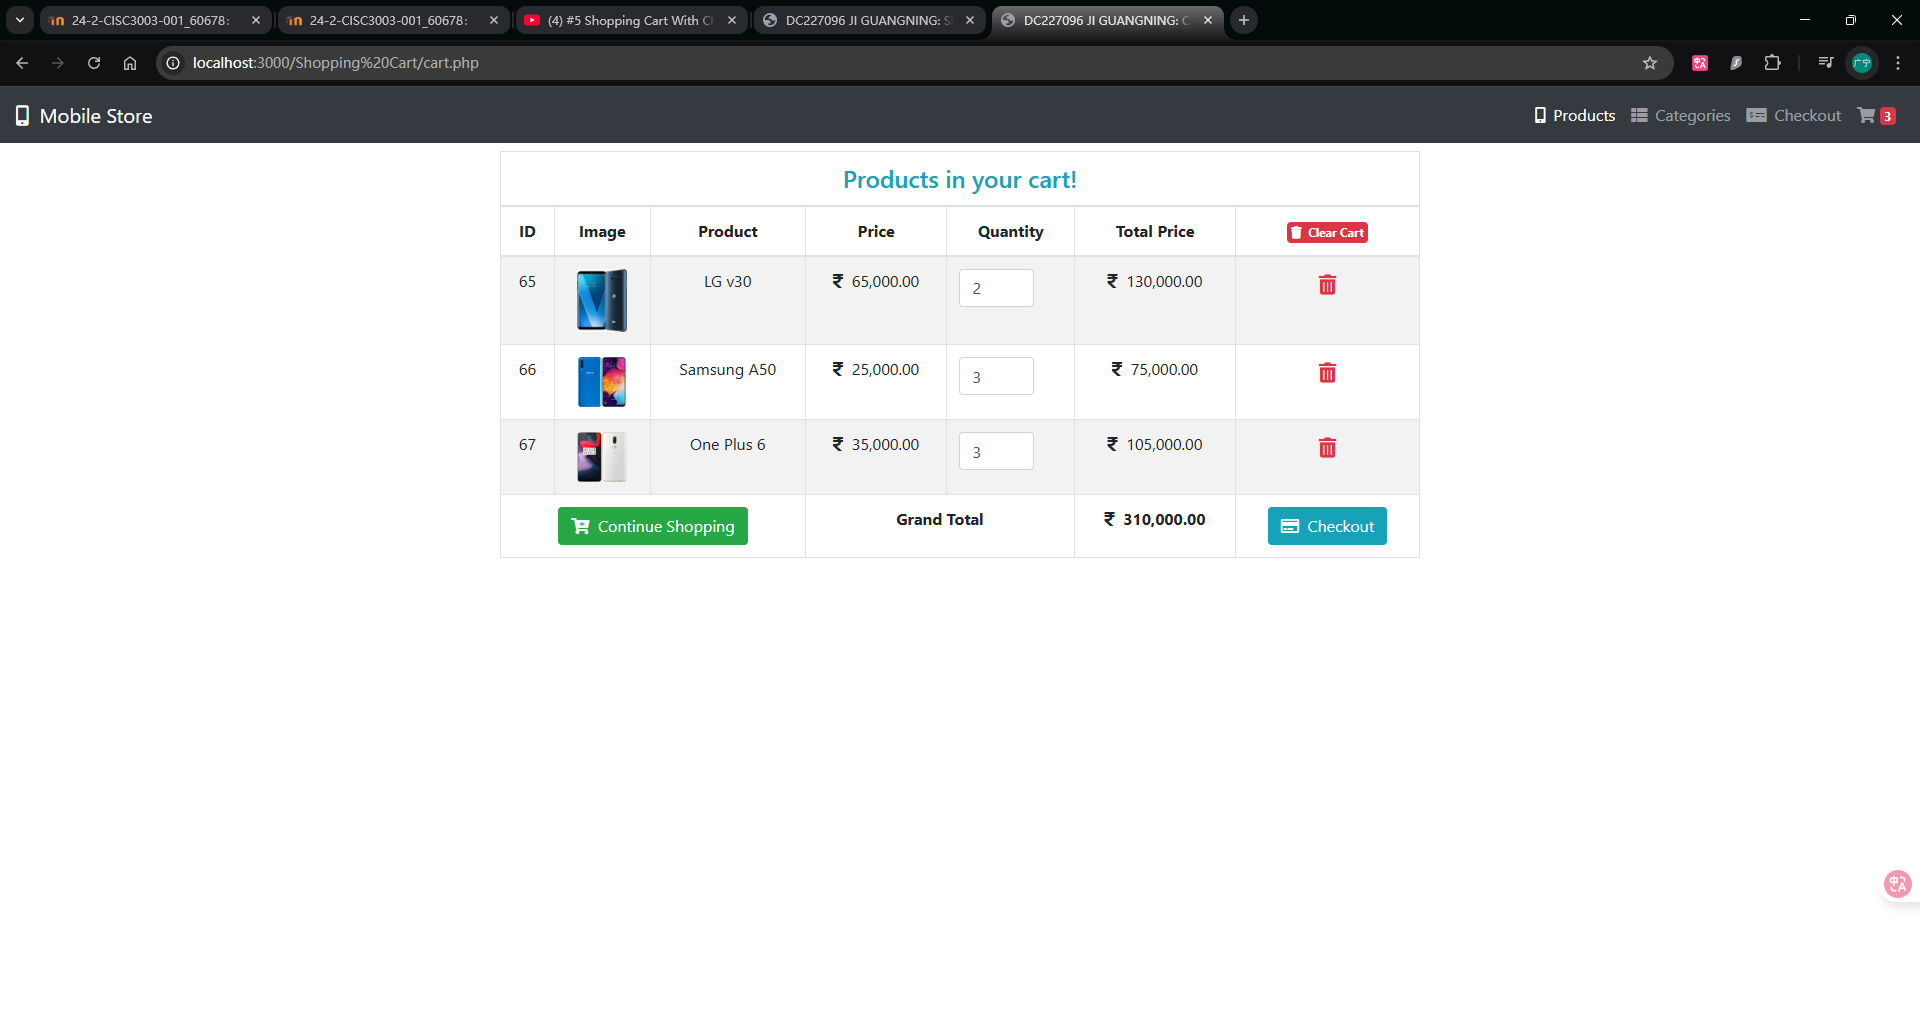 24-2-CISC3003-001_60678:
24-2-CISC3003-001_60678:
(4) #5 Shopping Cart With C
DC227096 JI GUANGNING: S
DC227096 JI GUANGNING: C
localhost:3000/Shopping%20Cart/cart.php
广宁
Mobile Store
Products Categories Checkout 3
Products in your cart!
ID Image Product Price Quantity Total Price Clear Cart
65 LG v30 ₹ 65,000.00 2 ₹ 130,000.00
66 Samsung A50 ₹ 25,000.00 3 ₹ 75,000.00
67 One Plus 6 ₹ 35,000.00 3 ₹ 105,000.00
Continue Shopping Grand Total ₹ 310,000.00 Checkout